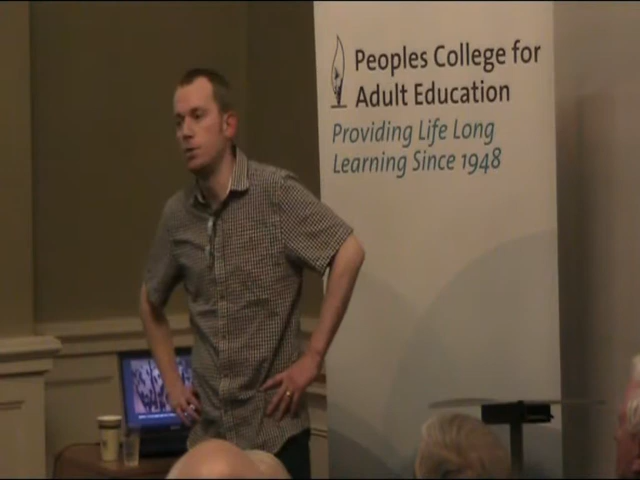 Peoples College for
Adult Education
Providing Life Long
Learning Since 1948